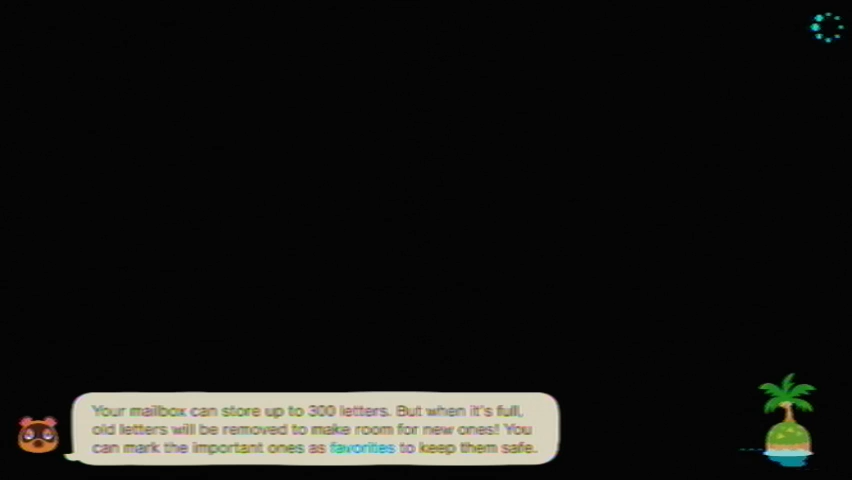 Your mailbox can store up to 300 letters. But when it's full,
old letters will be removed to make room for new ones! You
can mark the important ones as favorites to keep them safe.